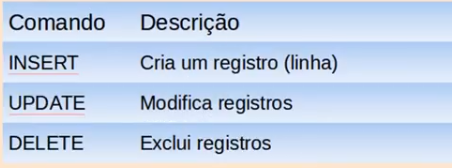 Comando Descrição
INSERT Cria um registro (linha)
UPDATE Modifica registros
DELETE Exclui registros